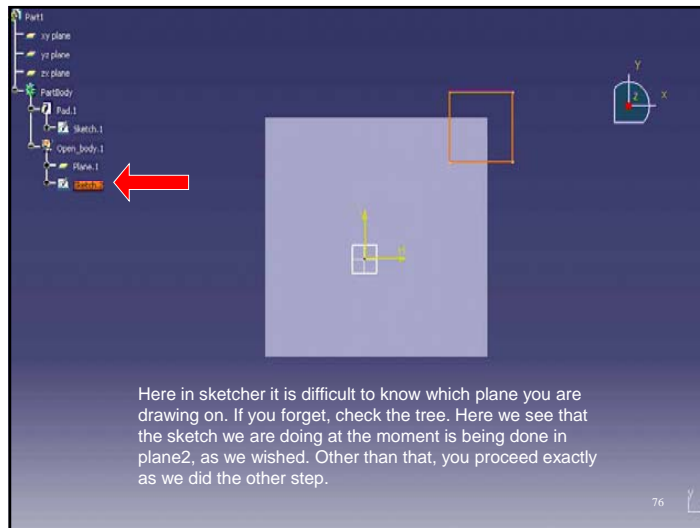 Part1
xy plane
yz plane
zx plane
PartBody
Pad.1
Sketch.1
Open_body.1
Plane.1
Y
Z
X
H
Here in sketcher it is difficult to know which plane you are
drawing on. If you forget, check the tree. Here we see that
the sketch we are doing at the moment is being done in
plane2, as we wished. Other than that, you proceed exactly
as we did the other step.
76
y